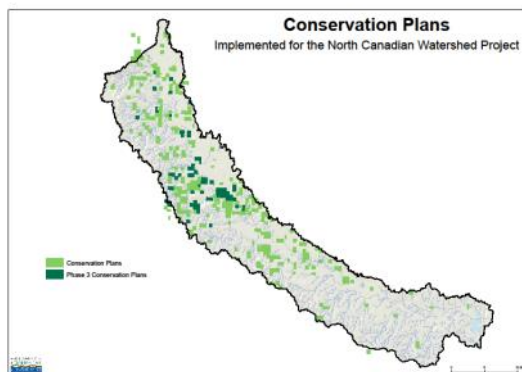 Conservation Plans
Implemented for the North Canadian Watershed Project
Conservation Plans
Phase 3 Conservation Plans